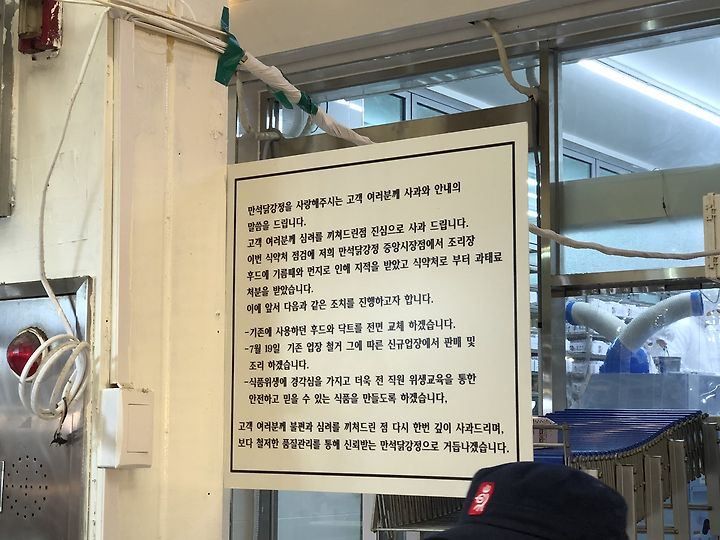 만석닭강정을 사랑해주시는 고객 여러분께 사과와 안내의
말씀을 드립니다.
고객 여러분께 심려를 끼쳐드린점 진심으로 사과 드립니다.
이번 식약처 점검에 저희 만석닭강정 중앙시장점에서 조리장
후드에 기름때와 먼지로 인해 지적을 받았고 식약처로 부터 과태료
처분을 받았습니다.
이에 앞서 다음과 같은 조치를 진행하고자 합니다.
-기존에 사용하던 후드와 닥트를 전면 교체 하겠습니다.
-7월 19일 기존 업장 철거 그에 따른 신규업장에서 판매 및
조리 하겠습니다.
-식품위생에 경각심을 가지고 더욱 전 직원 위생교육을 통한
안전하고 믿을 수 있는 식품을 만들도록 하겠습니다,
고객 여러분께 불편과 심려를 끼쳐드린 점 다시 한번 깊이 사과드리며,
보다 철저한 품질관리를 통해 신뢰받는 만석닭강정으로 거듭나겠습니다.